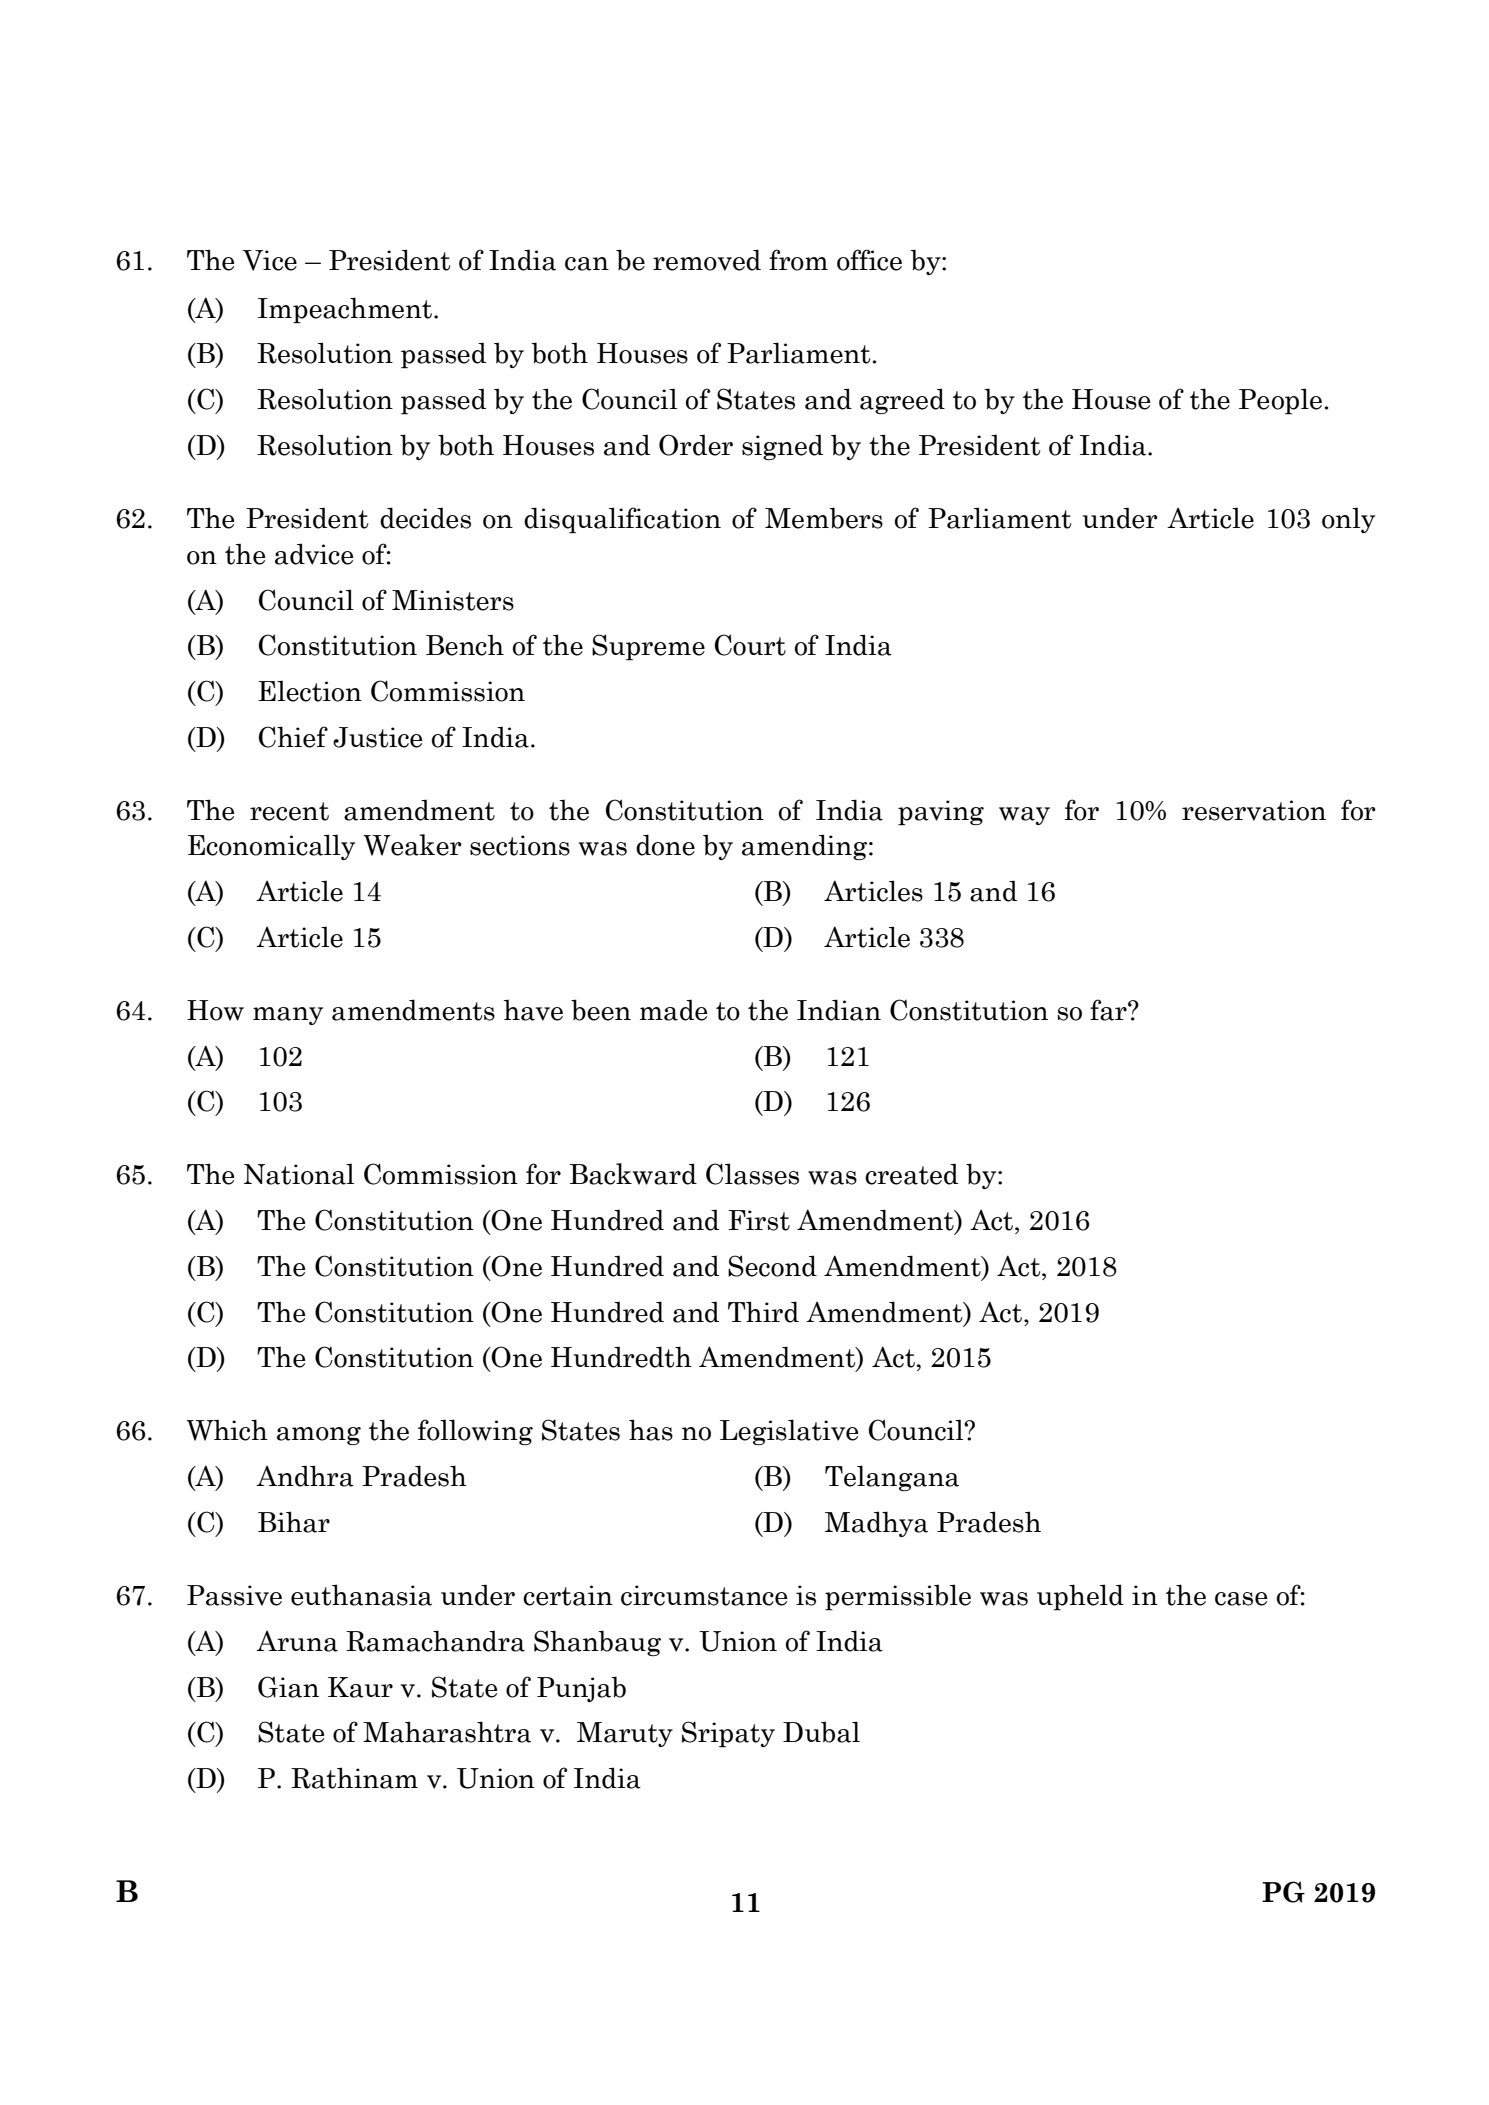 61. The Vice – President of India can be removed from office by:
(A) Impeachment.
(B) Resolution passed by both Houses of Parliament.
(C) Resolution passed by the Council of States and agreed to by the House of the People.
(D) Resolution by both Houses and Order signed by the President of India.
62. The President decides on disqualification of Members of Parliament under Article 103 only
on the advice of:
(A) Council of Ministers
(B) Constitution Bench of the Supreme Court of India
(C) Election Commission
(D) Chief Justice of India.
63. The recent amendment to the Constitution of India paving way for 10% reservation for
Economically Weaker sections was done by amending:
(A) Article 14 (B) Articles 15 and 16
(C) Article 15 (D) Article 338
64. How many amendments have been made to the Indian Constitution so far?
(A) 102 (B) 121
(C) 103 (D) 126
65. The National Commission for Backward Classes was created by:
(A) The Constitution (One Hundred and First Amendment) Act, 2016
(B) The Constitution (One Hundred and Second Amendment) Act, 2018
(C) The Constitution (One Hundred and Third Amendment) Act, 2019
(D) The Constitution (One Hundredth Amendment) Act, 2015
66. Which among the following States has no Legislative Council?
(A) Andhra Pradesh (B) Telangana
(C) Bihar (D) Madhya Pradesh
67. Passive euthanasia under certain circumstance is permissible was upheld in the case of:
(A) Aruna Ramachandra Shanbaug v. Union of India
(B) Gian Kaur v. State of Punjab
(C) State of Maharashtra v. Maruty Sripaty Dubal
(D) P. Rathinam v. Union of India
B 11 PG 2019